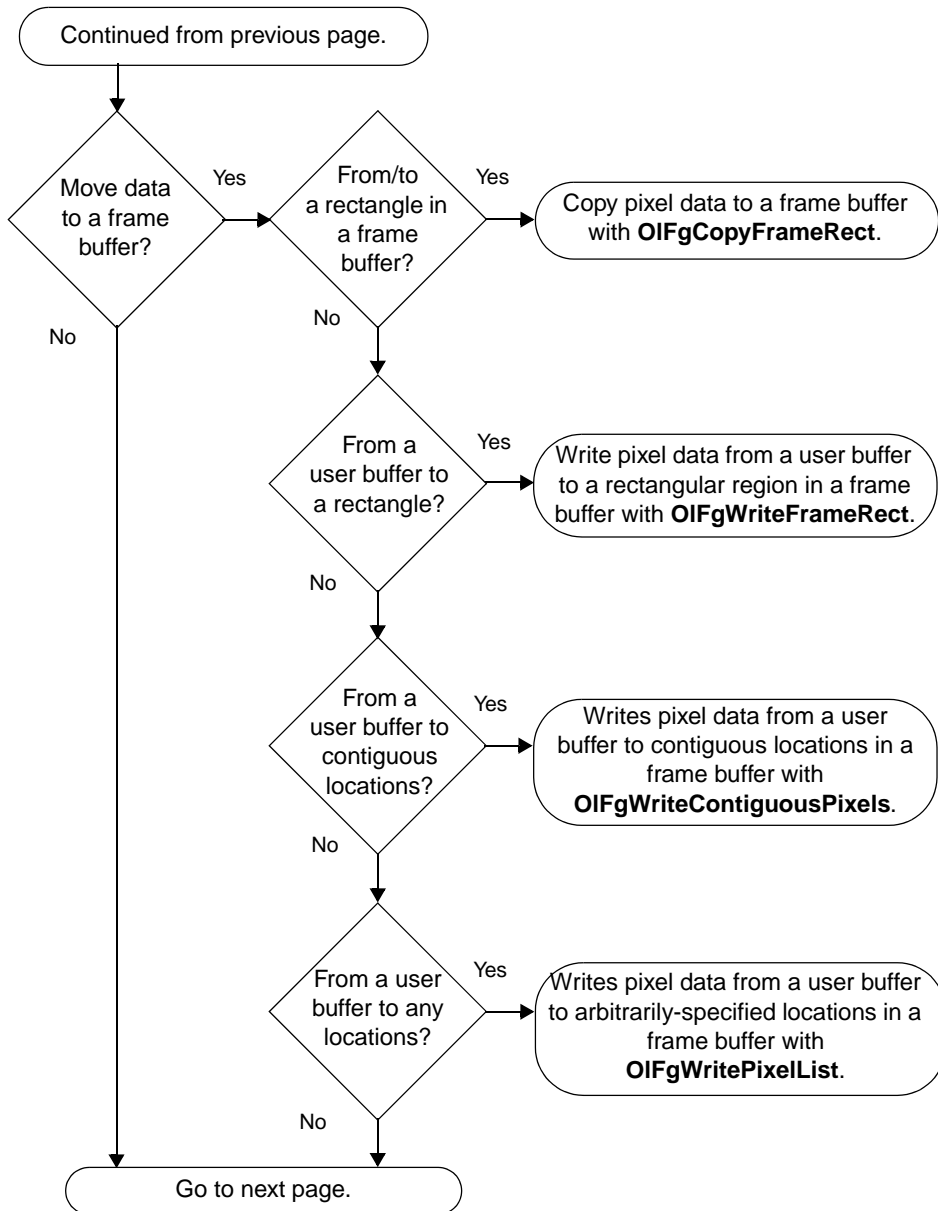 Continued from previous page.
Move data
to a frame
buffer?
Yes
From/to
a rectangle in
a frame
buffer?
Yes
Copy pixel data to a frame buffer
with OlFgCopyFrameRect.
No
No
From a
user buffer to
a rectangle?
Yes
Write pixel data from a user buffer
to a rectangular region in a frame
buffer with OlFgWriteFrameRect.
No
From a
user buffer to
contiguous
locations?
Yes
Writes pixel data from a user
buffer to contiguous locations in a
frame buffer with
OlFgWriteContiguousPixels.
No
From a user
buffer to any
locations?
Yes
Writes pixel data from a user buffer
to arbitrarily-specified locations in a
frame buffer with
OlFgWritePixelList.
No
Go to next page.